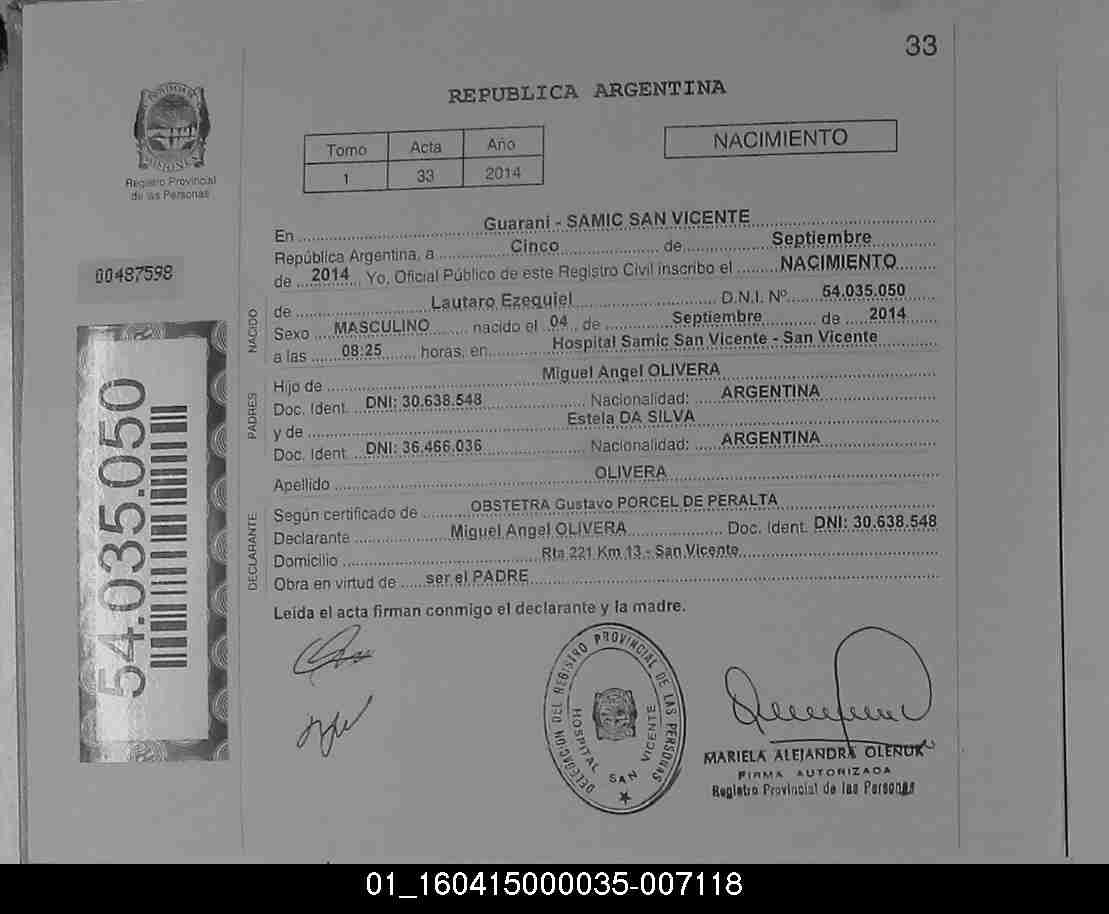 33
REPUBLICA ARGENTINA
Registro Provincial
de las Personas
Tomo Acta Año
1 33 2014
NACIMIENTO
00487598
54.035.050
En Guarani - SAMIC SAN VICENTE
República Argentina, a Cinco de Septiembre
de 2014 Yo, Oficial Público de este Registro Civil inscribo el NACIMIENTO
NACIDO
de Lautaro Ezequiel D.N.I. Nº 54.035.050
Sexo MASCULINO nacido el 04 de Septiembre de 2014
a las 08:25 horas, en Hospital Samic San Vicente - San Vicente
PADRES
Hijo de Miguel Angel OLIVERA
Doc. Ident. DNI: 30.638.548 Nacionalidad: ARGENTINA
y de Estela DA SILVA
Doc. Ident. DNI: 36.466.036 Nacionalidad: ARGENTINA
Apellido OLIVERA
DECLARANTE
Según certificado de OBSTETRA Gustavo PORCEL DE PERALTA
Declarante Miguel Angel OLIVERA Doc. Ident. DNI: 30.638.548
Domicilio Rta 221 Km 13 - San Vicente
Obra en virtud de ser el PADRE
Leída el acta firman conmigo el declarante y la madre.
DELEGACION DEL REGISTRO PROVINCIAL DE LAS PERSONAS
HOSPITAL SAN VICENTE
MARIELA ALEJANDRA OLENUK
FIRMA AUTORIZADA
Registro Provincial de las Personas
01_160415000035-007118